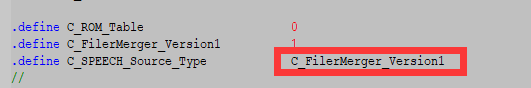 .define C_ROM_Table 0
.define C_FilerMerger_Version1 1
.define C_SPEECH_Source_Type C_FilerMerger_Version1
//